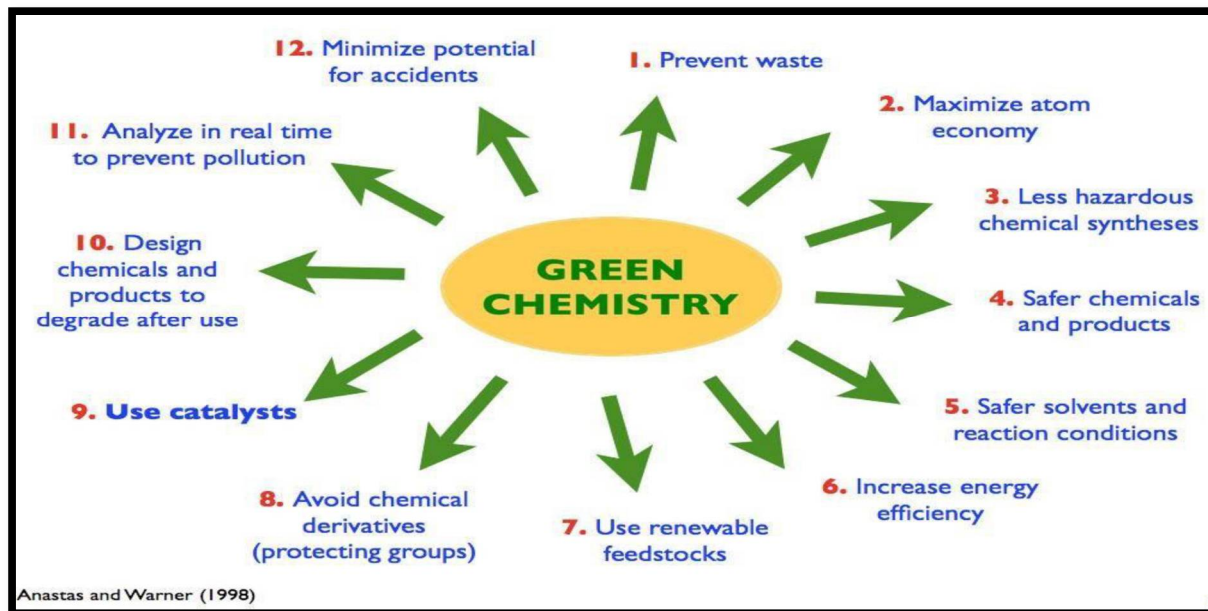 GREEN
CHEMISTRY
1. Prevent waste
2. Maximize atom
economy
3. Less hazardous
chemical syntheses
4. Safer chemicals
and products
5. Safer solvents and
reaction conditions
6. Increase energy
efficiency
7. Use renewable
feedstocks
8. Avoid chemical
derivatives
(protecting groups)
9. Use catalysts
10. Design
chemicals and
products to
degrade after use
11. Analyze in real time
to prevent pollution
12. Minimize potential
for accidents
Anastas and Warner (1998)